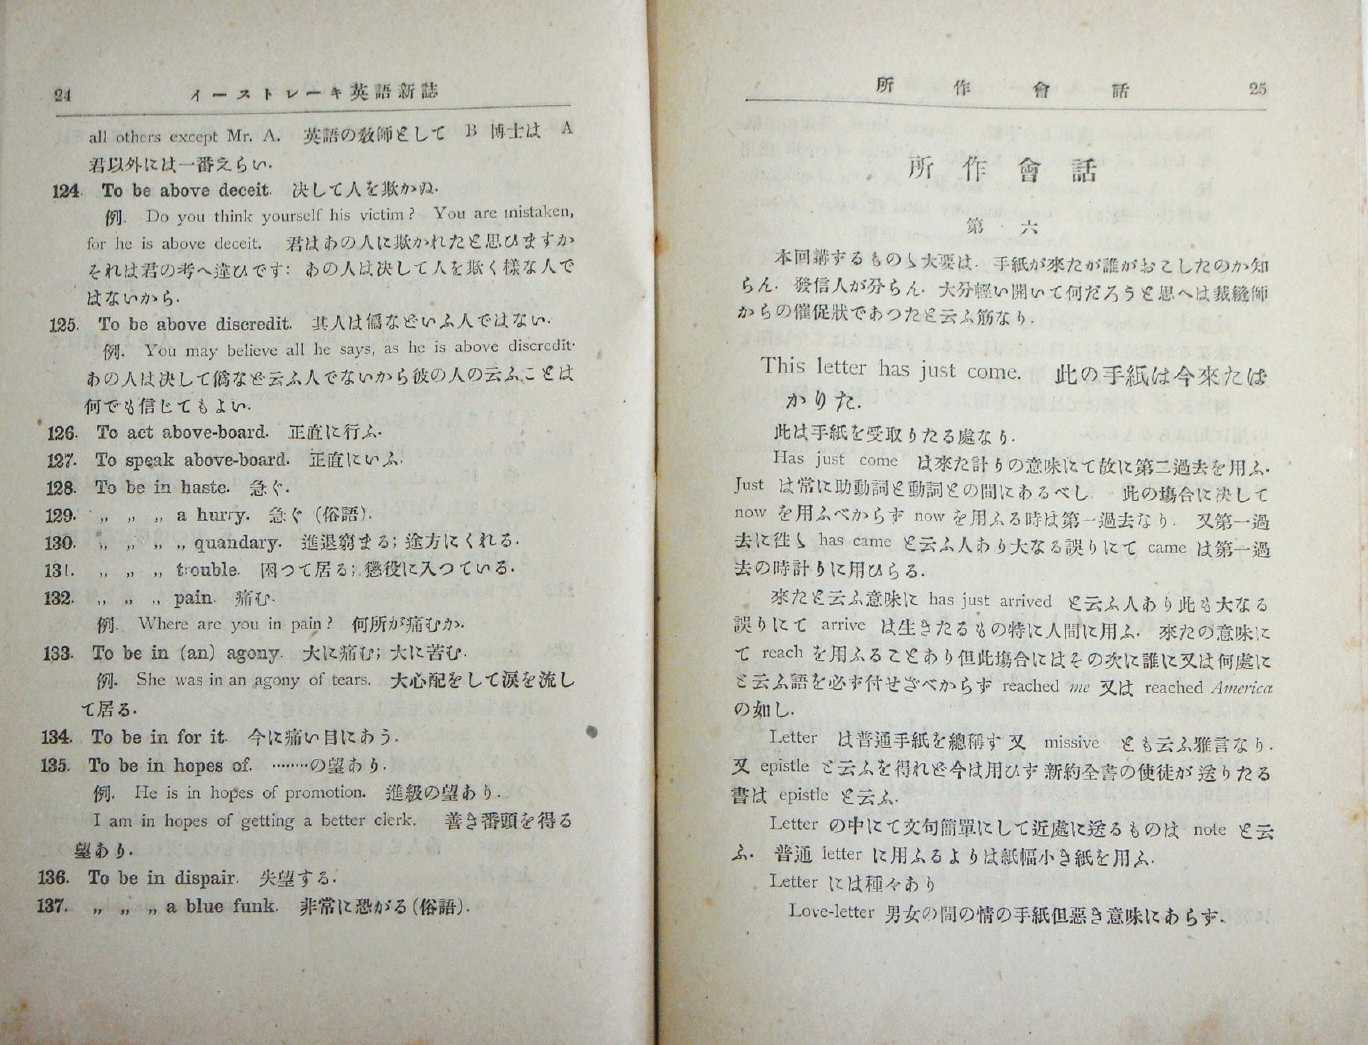 24 イーストレーキ英語新誌
all others except Mr. A. 英語の敎師として B 博士は A
君以外には一番えらい.
124. To be above deceit. 决して人を欺かぬ.
例. Do you think yourself his victim? You are mistaken,
for he is above deceit. 君はあの人に欺かれたと思ひますか
それは君の考へ違ひです: あの人は决して人を欺く様な人で
はないから.
125. To be above discredit. 其人は僞などいふ人ではない.
例. You may believe all he says, as he is above discredit.
あの人は决して僞など云ふ人でないから彼の人の云ふことは
何でも信じてもよい.
126. To act above-board. 正直に行ふ.
127. To speak above-board. 正直にいふ.
128. To be in haste. 急ぐ.
129. „ „ „ a hurry. 急ぐ (俗語).
130. „ „ „ „ quandary. 進退窮まる; 途方にくれる.
131. „ „ „ trouble. 困つて居る; 懲役に入つている.
132. „ „ „ pain. 痛む.
例. Where are you in pain? 何所が痛むか.
133. To be in (an) agony. 大に痛む; 大に苦む.
例. She was in an agony of tears. 大心配をして涙を流し
て居る.
134. To be in for it. 今に痛い目にあう.
135. To be in hopes of. ........の望あり.
例. He is in hopes of promotion. 進級の望あり.
I am in hopes of getting a better clerk. 善き番頭を得る
望あり.
136. To be in despair. 失望する.
137. „ „ „ a blue funk. 非常に恐がる (俗語).
所作會話 25
所作會話
第六
本回講ずるものゝ大要は. 手紙が來たが誰がおこしたのか知
らん. 發信人が分らん. 大分輕い開いて何だろうと思へは裁縫師
からの催促狀であつたと云ふ筋なり.
This letter has just come. 此の手紙は今來たば
かりた.
此は手紙を受取りたる處なり.
Has just come は來た計りの意味にて故に第二過去を用ふ.
Just は常に助動詞と動詞との間にあるべし. 此の塲合に决して
now を用ふべからず now を用ふる時は第一過去なり. 又第一過
去に徃ゝ has came と云ふ人あり大なる誤りにて came は第一過
去の時計りに用ひらる.
來たと云ふ意味に has just arrived と云ふ人あり此も大なる
誤りにて arrive は生きたるもの特に人間に用ふ. 來たの意味に
て reach を用ふることあり但此塲合にはその次に誰に又は何處に
と云ふ語を必ず付せざべからず reached me 又は reached America
の如し.
Letter は普通手紙を總稱す 又 missive とも云ふ雅言なり.
又 epistle と云ふを得れど今は用ひず 新約全書の使徒が送りたる
書は epistle と云ふ.
Letter の中にて文句簡單にして近處に送るものは note と云
ふ. 普通 letter に用ふるよりは紙幅小き紙を用ふ.
Letter には種々あり
Love-letter 男女の間の情の手紙但惡き意味にあらず.